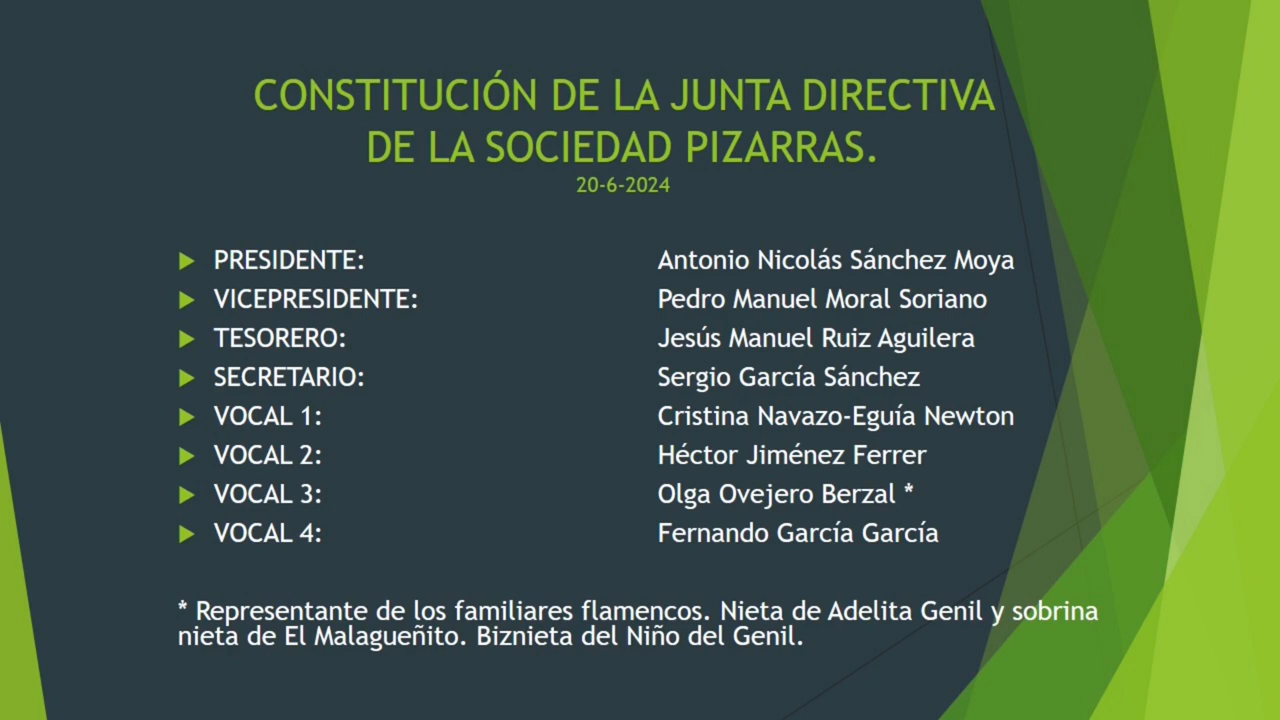 CONSTITUCIÓN DE LA JUNTA DIRECTIVA
DE LA SOCIEDAD PIZARRAS.
20-6-2024
PRESIDENTE: Antonio Nicolás Sánchez Moya
VICEPRESIDENTE: Pedro Manuel Moral Soriano
TESORERO: Jesús Manuel Ruiz Aguilera
SECRETARIO: Sergio García Sánchez
VOCAL 1: Cristina Navazo-Eguía Newton
VOCAL 2: Héctor Jiménez Ferrer
VOCAL 3: Olga Ovejero Berzal *
VOCAL 4: Fernando García García
* Representante de los familiares flamencos. Nieta de Adelita Genil y sobrina
nieta de El Malagueñito. Biznieta del Niño del Genil.